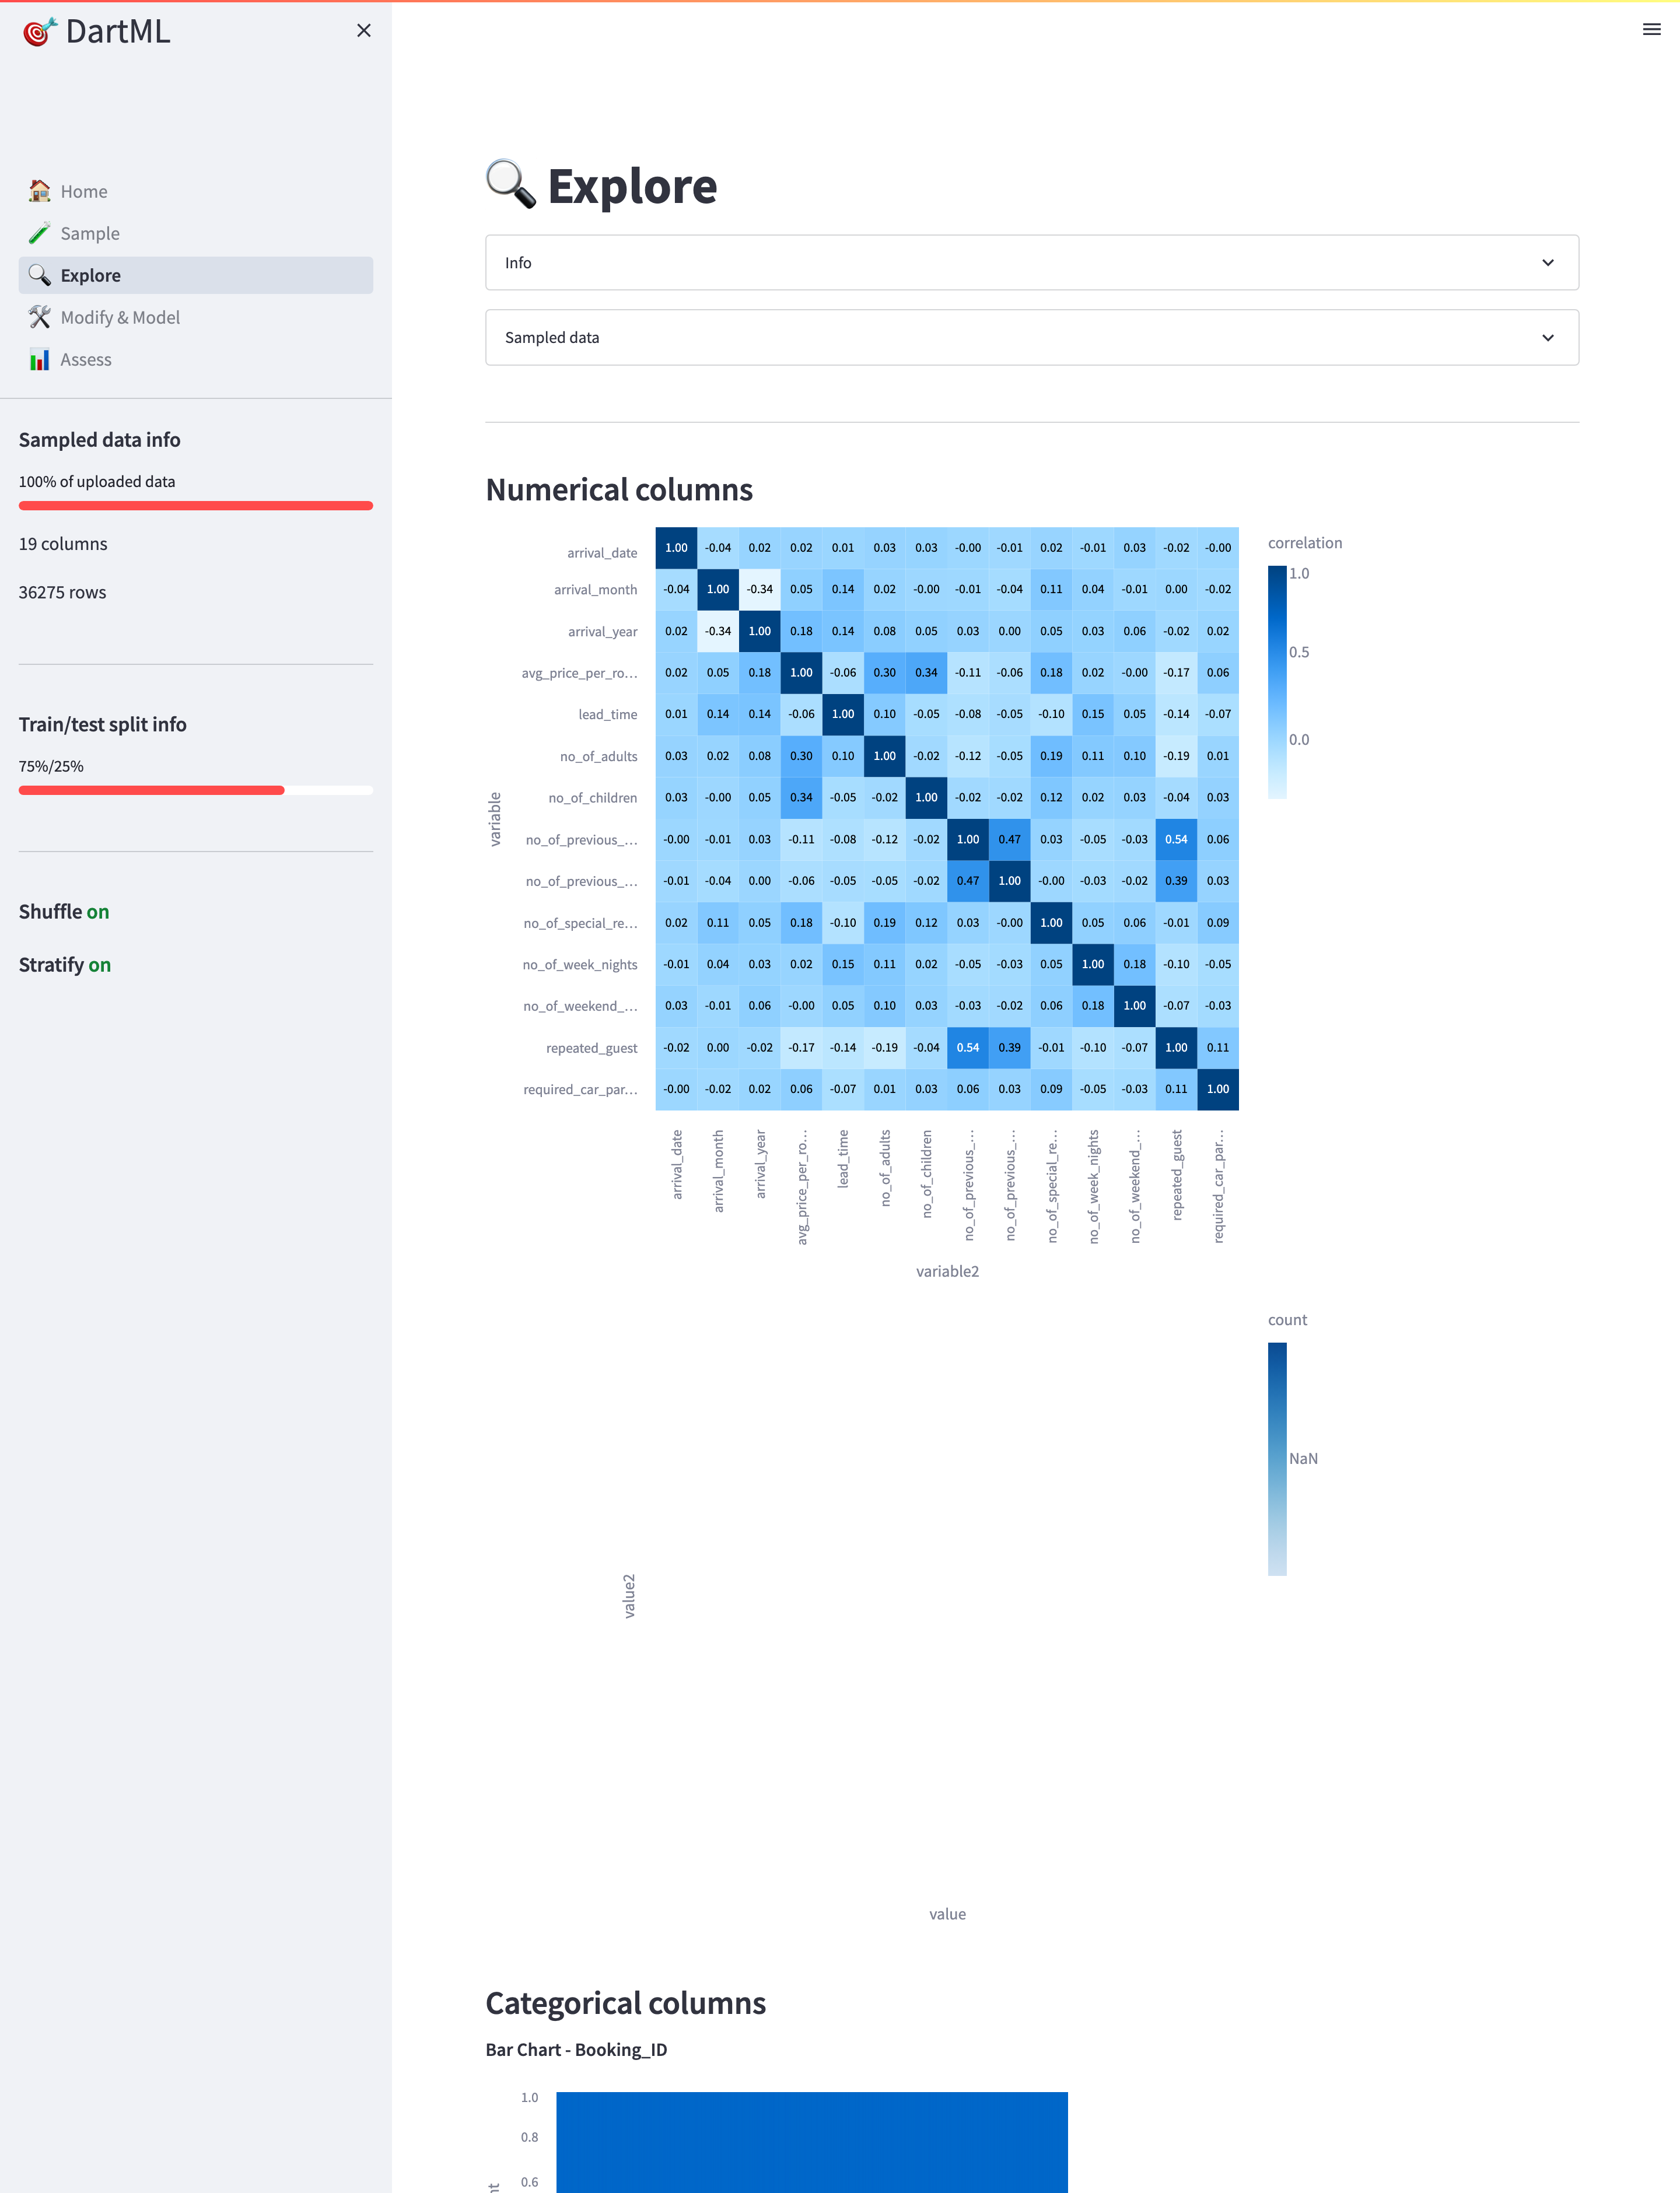 DartML
Home
Sample
Explore
Modify & Model
Assess
Sampled data info
100% of uploaded data
19 columns
36275 rows
Train/test split info
75%/25%
Shuffle on
Stratify on
Explore
Info
Sampled data
Numerical columns
variable
arrival_date 1.00 -0.04 0.02 0.02 0.01 0.03 0.03 -0.00 -0.01 0.02 -0.01 0.03 -0.02 -0.00
arrival_month -0.04 1.00 -0.34 0.05 0.14 0.02 -0.00 -0.01 -0.04 0.11 0.04 -0.01 0.00 -0.02
arrival_year 0.02 -0.34 1.00 0.18 0.14 0.08 0.05 0.03 0.00 0.05 0.03 0.06 -0.02 0.02
avg_price_per_ro… 0.02 0.05 0.18 1.00 -0.06 0.30 0.34 -0.11 -0.06 0.18 0.02 -0.00 -0.17 0.06
lead_time 0.01 0.14 0.14 -0.06 1.00 0.10 -0.05 -0.08 -0.05 -0.10 0.15 0.05 -0.14 -0.07
no_of_adults 0.03 0.02 0.08 0.30 0.10 1.00 -0.02 -0.12 -0.05 0.19 0.11 0.10 -0.19 0.01
no_of_children 0.03 -0.00 0.05 0.34 -0.05 -0.02 1.00 -0.02 -0.02 0.12 0.02 0.03 -0.04 0.03
no_of_previous_… -0.00 -0.01 0.03 -0.11 -0.08 -0.12 -0.02 1.00 0.47 0.03 -0.05 -0.03 0.54 0.06
no_of_previous_… -0.01 -0.04 0.00 -0.06 -0.05 -0.05 -0.02 0.47 1.00 -0.00 -0.03 -0.02 0.39 0.03
no_of_special_re… 0.02 0.11 0.05 0.18 -0.10 0.19 0.12 0.03 -0.00 1.00 0.05 0.06 -0.01 0.09
no_of_week_nights -0.01 0.04 0.03 0.02 0.15 0.11 0.02 -0.05 -0.03 0.05 1.00 0.18 -0.10 -0.05
no_of_weekend_… 0.03 -0.01 0.06 -0.00 0.05 0.10 0.03 -0.03 -0.02 0.06 0.18 1.00 -0.07 -0.03
repeated_guest -0.02 0.00 -0.02 -0.17 -0.14 -0.19 -0.04 0.54 0.39 -0.01 -0.10 -0.07 1.00 0.11
required_car_par… -0.00 -0.02 0.02 0.06 -0.07 0.01 0.03 0.06 0.03 0.09 -0.05 -0.03 0.11 1.00
arrival_date
arrival_month
arrival_year
avg_price_per_ro…
lead_time
no_of_adults
no_of_children
no_of_previous_…
no_of_previous_…
no_of_special_re…
no_of_week_nights
no_of_weekend_…
repeated_guest
required_car_par…
variable2
correlation
1.0
0.5
0.0
count
NaN
value2
value
Categorical columns
Bar Chart - Booking_ID
1.0
0.8
0.6